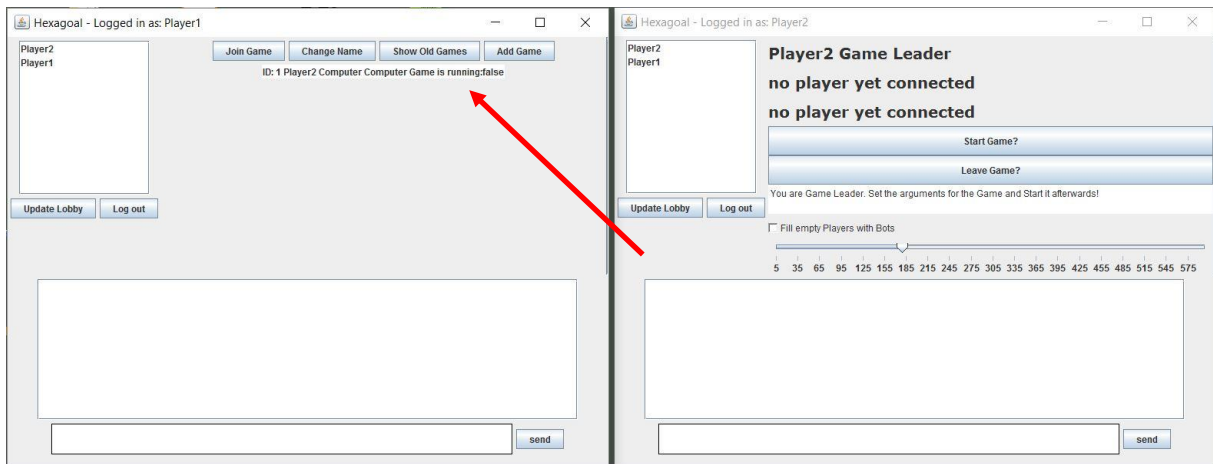 Hexagoal - Logged in as: Player1
Player2
Player1
Join Game
Change Name
Show Old Games
Add Game
ID: 1 Player2 Computer Computer Game is running:false
Update Lobby
Log out
send
Hexagoal - Logged in as: Player2
Player2
Player1
Player2 Game Leader
no player yet connected
no player yet connected
Start Game?
Leave Game?
You are Game Leader. Set the arguments for the Game and Start it afterwards!
Update Lobby
Log out
Fill empty Players with Bots
5 35 65 95 125 155 185 215 245 275 305 335 365 395 425 455 485 515 545 575
send